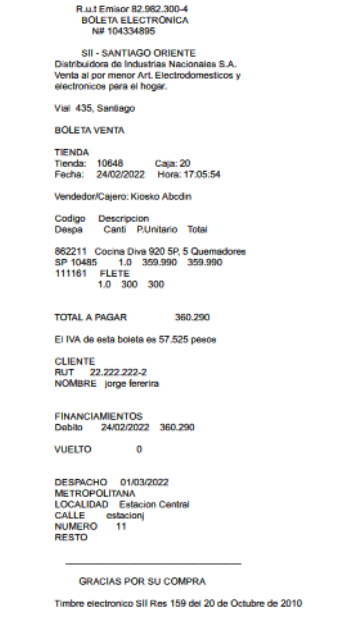 R.u.t Emisor 82.982.300-4
BOLETA ELECTRONICA
N# 104334895
SII - SANTIAGO ORIENTE
Distribuidora de Industrias Nacionales S.A.
Venta al por menor Art. Electrodomesticos y
electronicos para el hogar.
Vial 435, Santiago
BOLETA VENTA
TIENDA
Tienda: 10648 Caja: 20
Fecha: 24/02/2022 Hora: 17:05:54
Vendedor/Cajero: Kiosko Abcdin
Codigo Descripcion
Despa Canti P.Unitario Total
862211 Cocina Diva 920 SP, 5 Quemadores
SP 10485 1.0 359.990 359.990
111161 FLETE
1.0 300 300
TOTAL A PAGAR 360.290
El IVA de esta boleta es 57.525 pesos
CLIENTE
RUT 22.222.222-2
NOMBRE jorge fererira
FINANCIAMIENTOS
Debito 24/02/2022 360.290
VUELTO 0
DESPACHO 01/03/2022
METROPOLITANA
LOCALIDAD Estacion Central
CALLE estacionj
NUMERO 11
RESTO
GRACIAS POR SU COMPRA
Timbre electronico SII Res 159 del 20 de Octubre de 2010